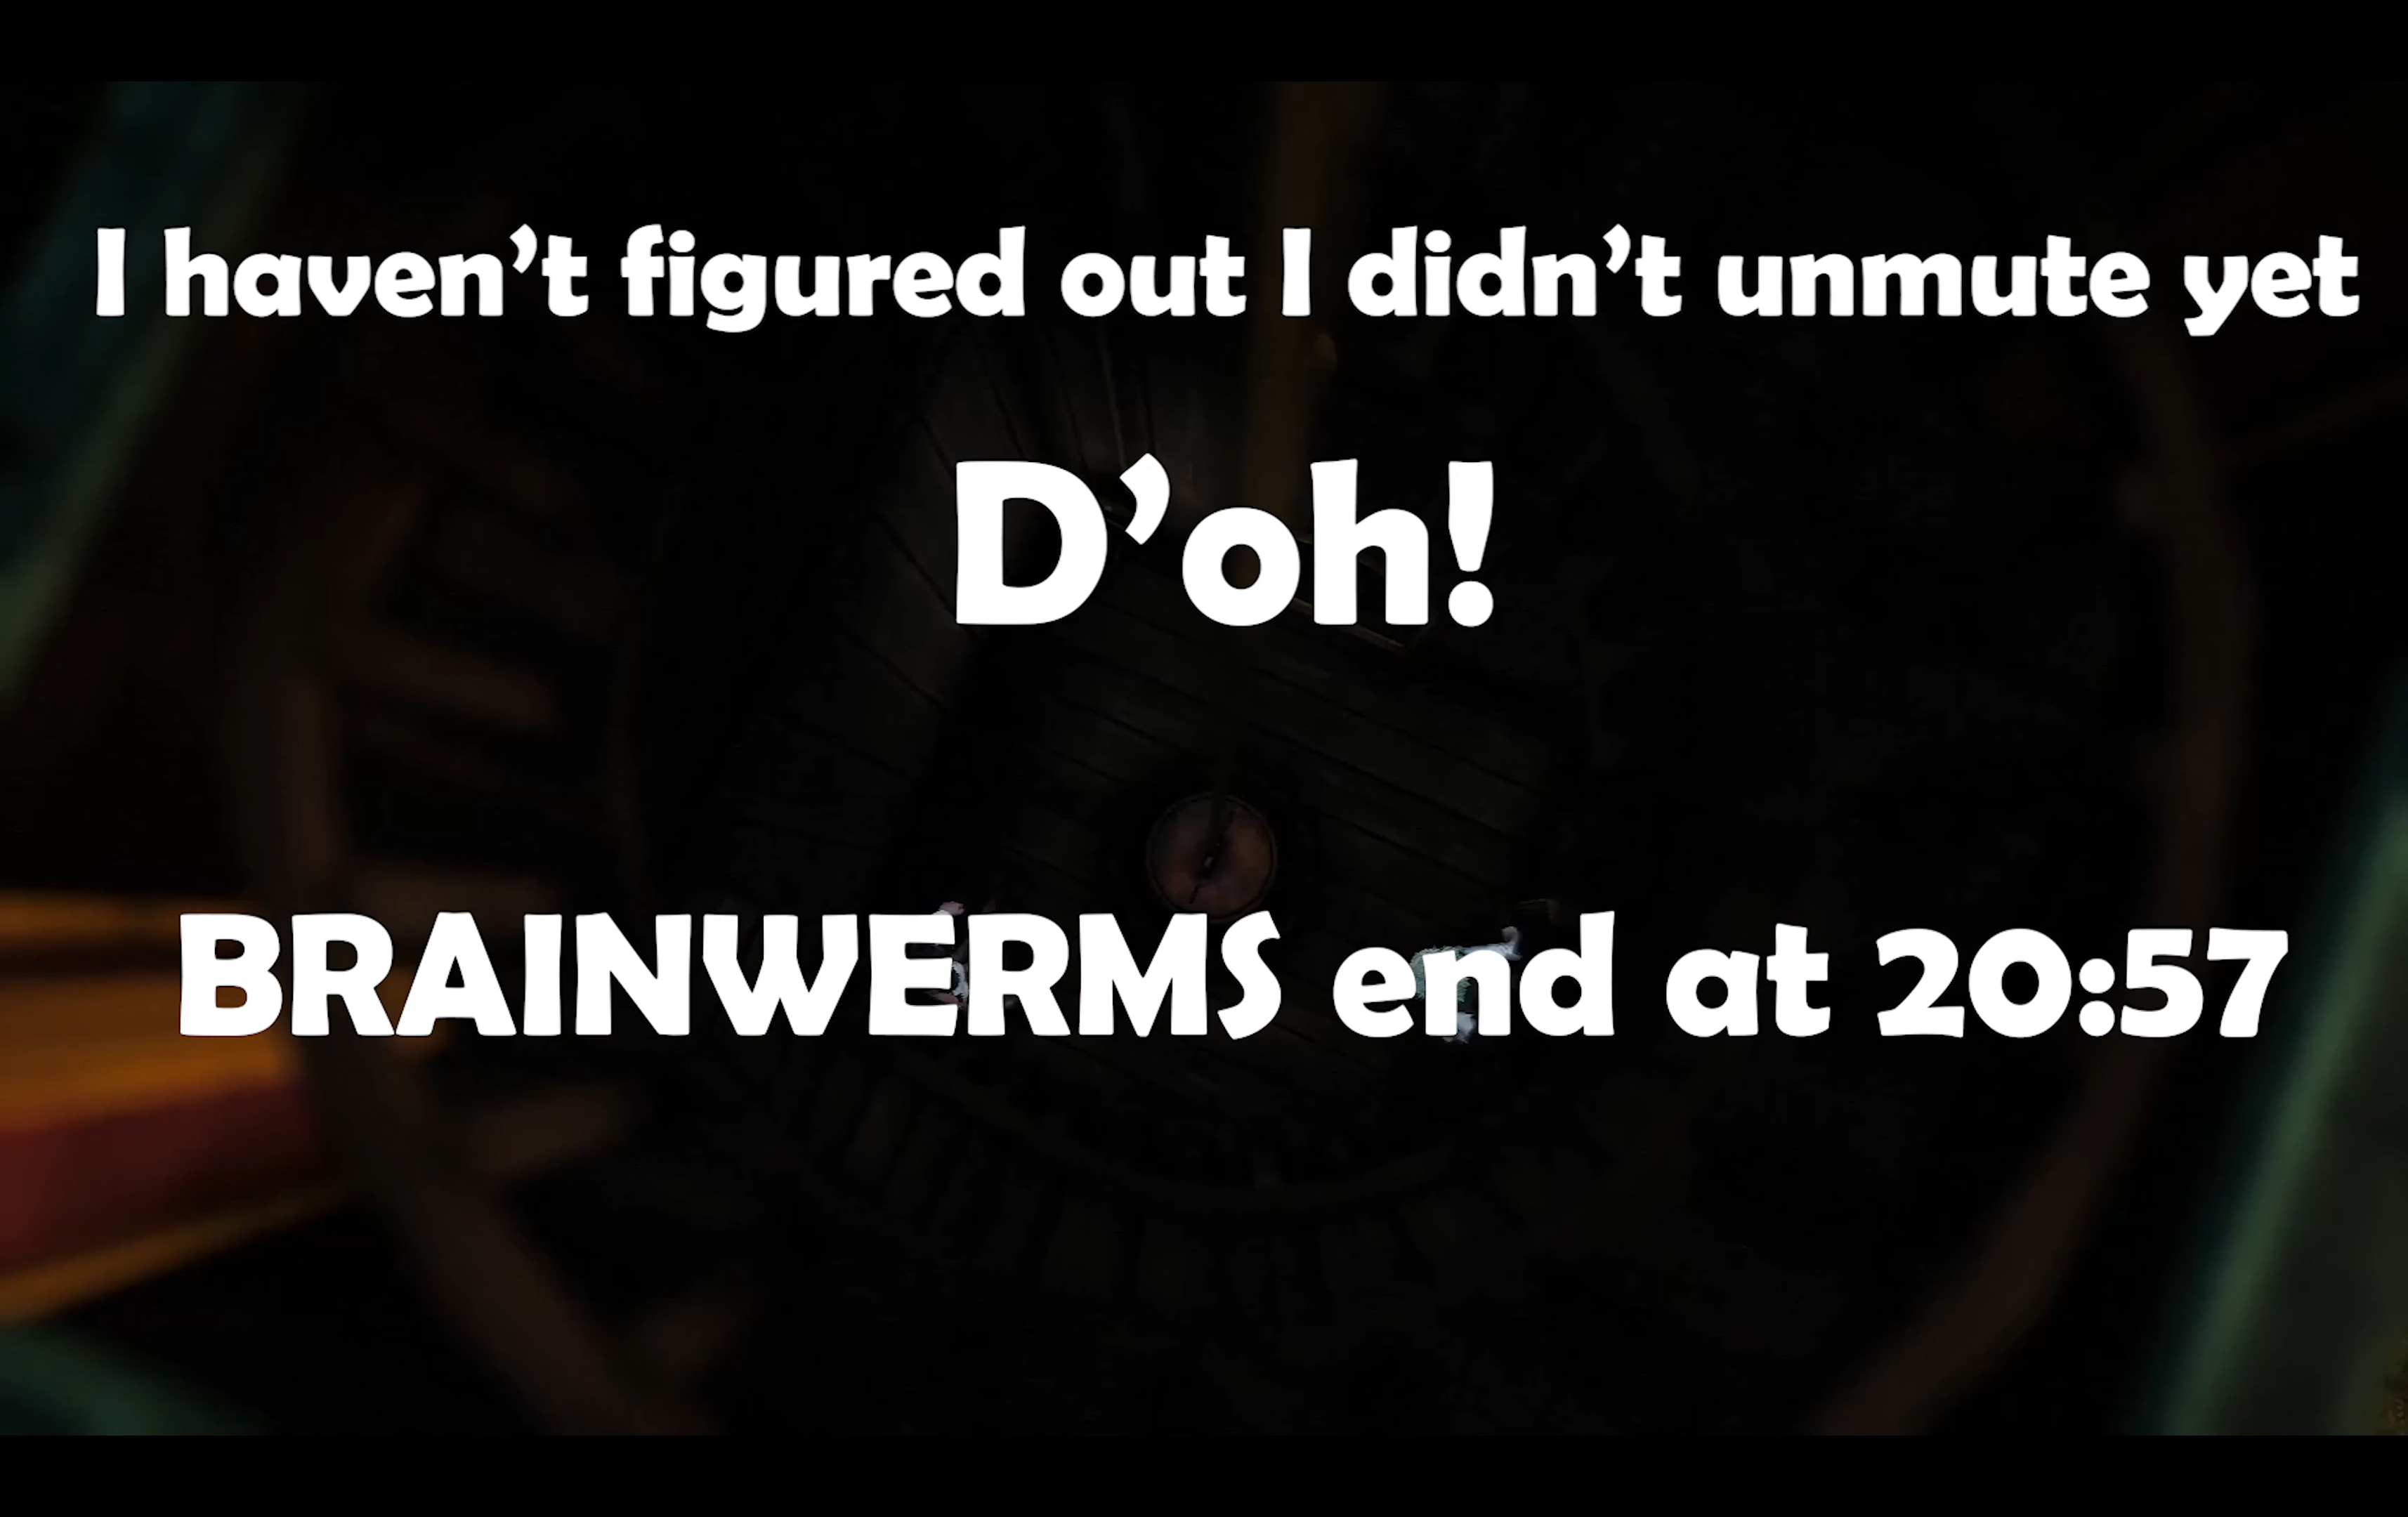 I haven’t figured out I didn’t unmute yet
D’oh!
BRAINWERMS end at 20:57